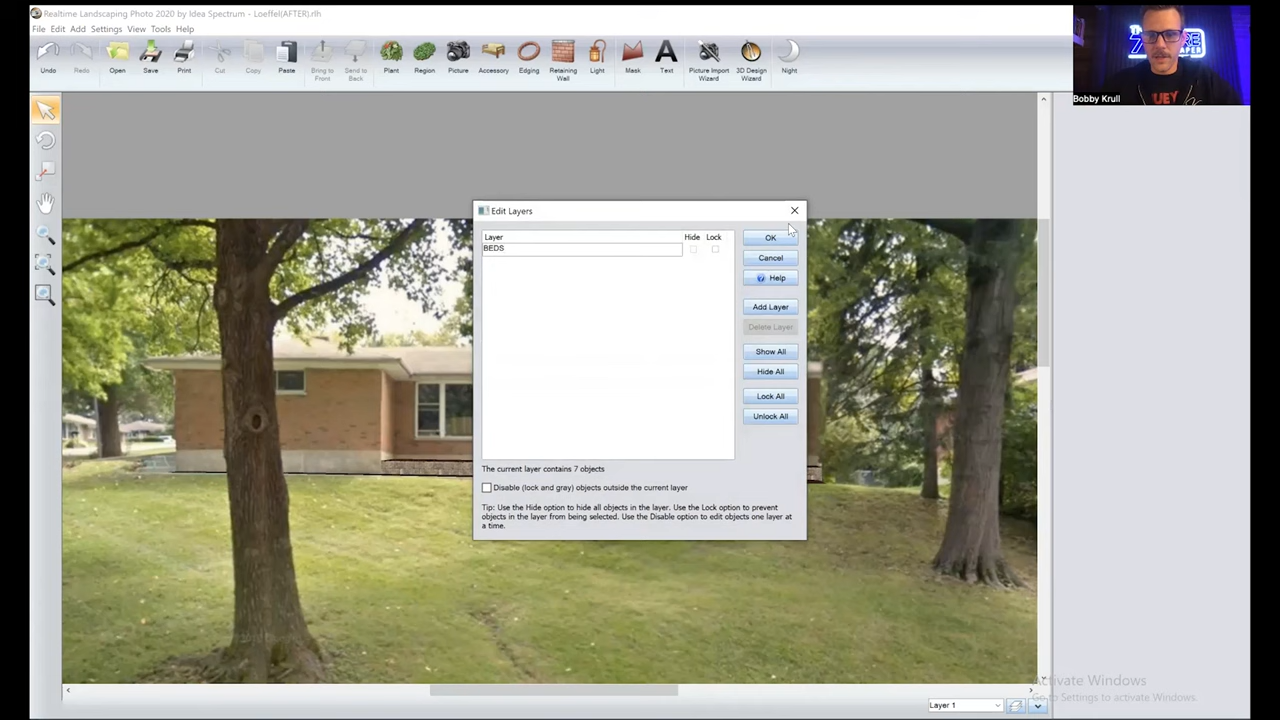 Realtime Landscaping Photo 2020 by Idea Spectrum - Loeffel(AFTER).rlh
File Edit Add Settings View Tools Help
Undo Redo Open Save Print Cut Copy Paste Bring to Front Send to Back Plant Region Picture Accessory Edging Retaining Wall Light Mask Text Picture Import Wizard 3D Design Wizard Night
Bobby Krull
Edit Layers
Layer Hide Lock
BEDS
OK
Cancel
Help
Add Layer
Delete Layer
Show All
Hide All
Lock All
Unlock All
The current layer contains 7 objects
Disable (lock and gray) objects outside the current layer
Tip: Use the Hide option to hide all objects in the layer. Use the Lock option to prevent
objects in the layer from being selected. Use the Disable option to edit objects one layer at
a time.
Activate Windows
Go to Settings to activate Windows.
Layer 1